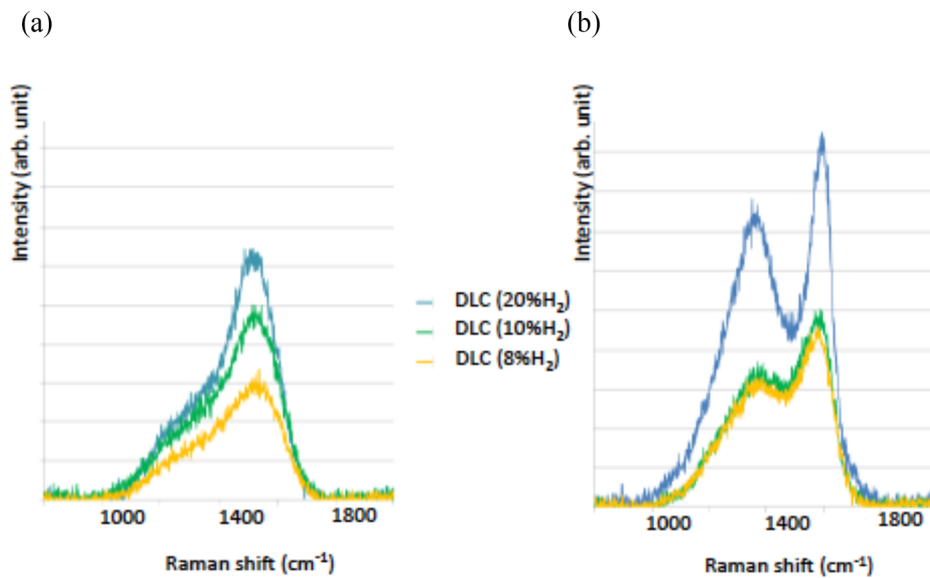 (a)
(b)
Intensity (arb. unit)
Intensity (arb. unit)
DLC (20%H₂)
DLC (10%H₂)
DLC (8%H₂)
1000 1400 1800
1000 1400 1800
Raman shift (cm⁻¹)
Raman shift (cm⁻¹)